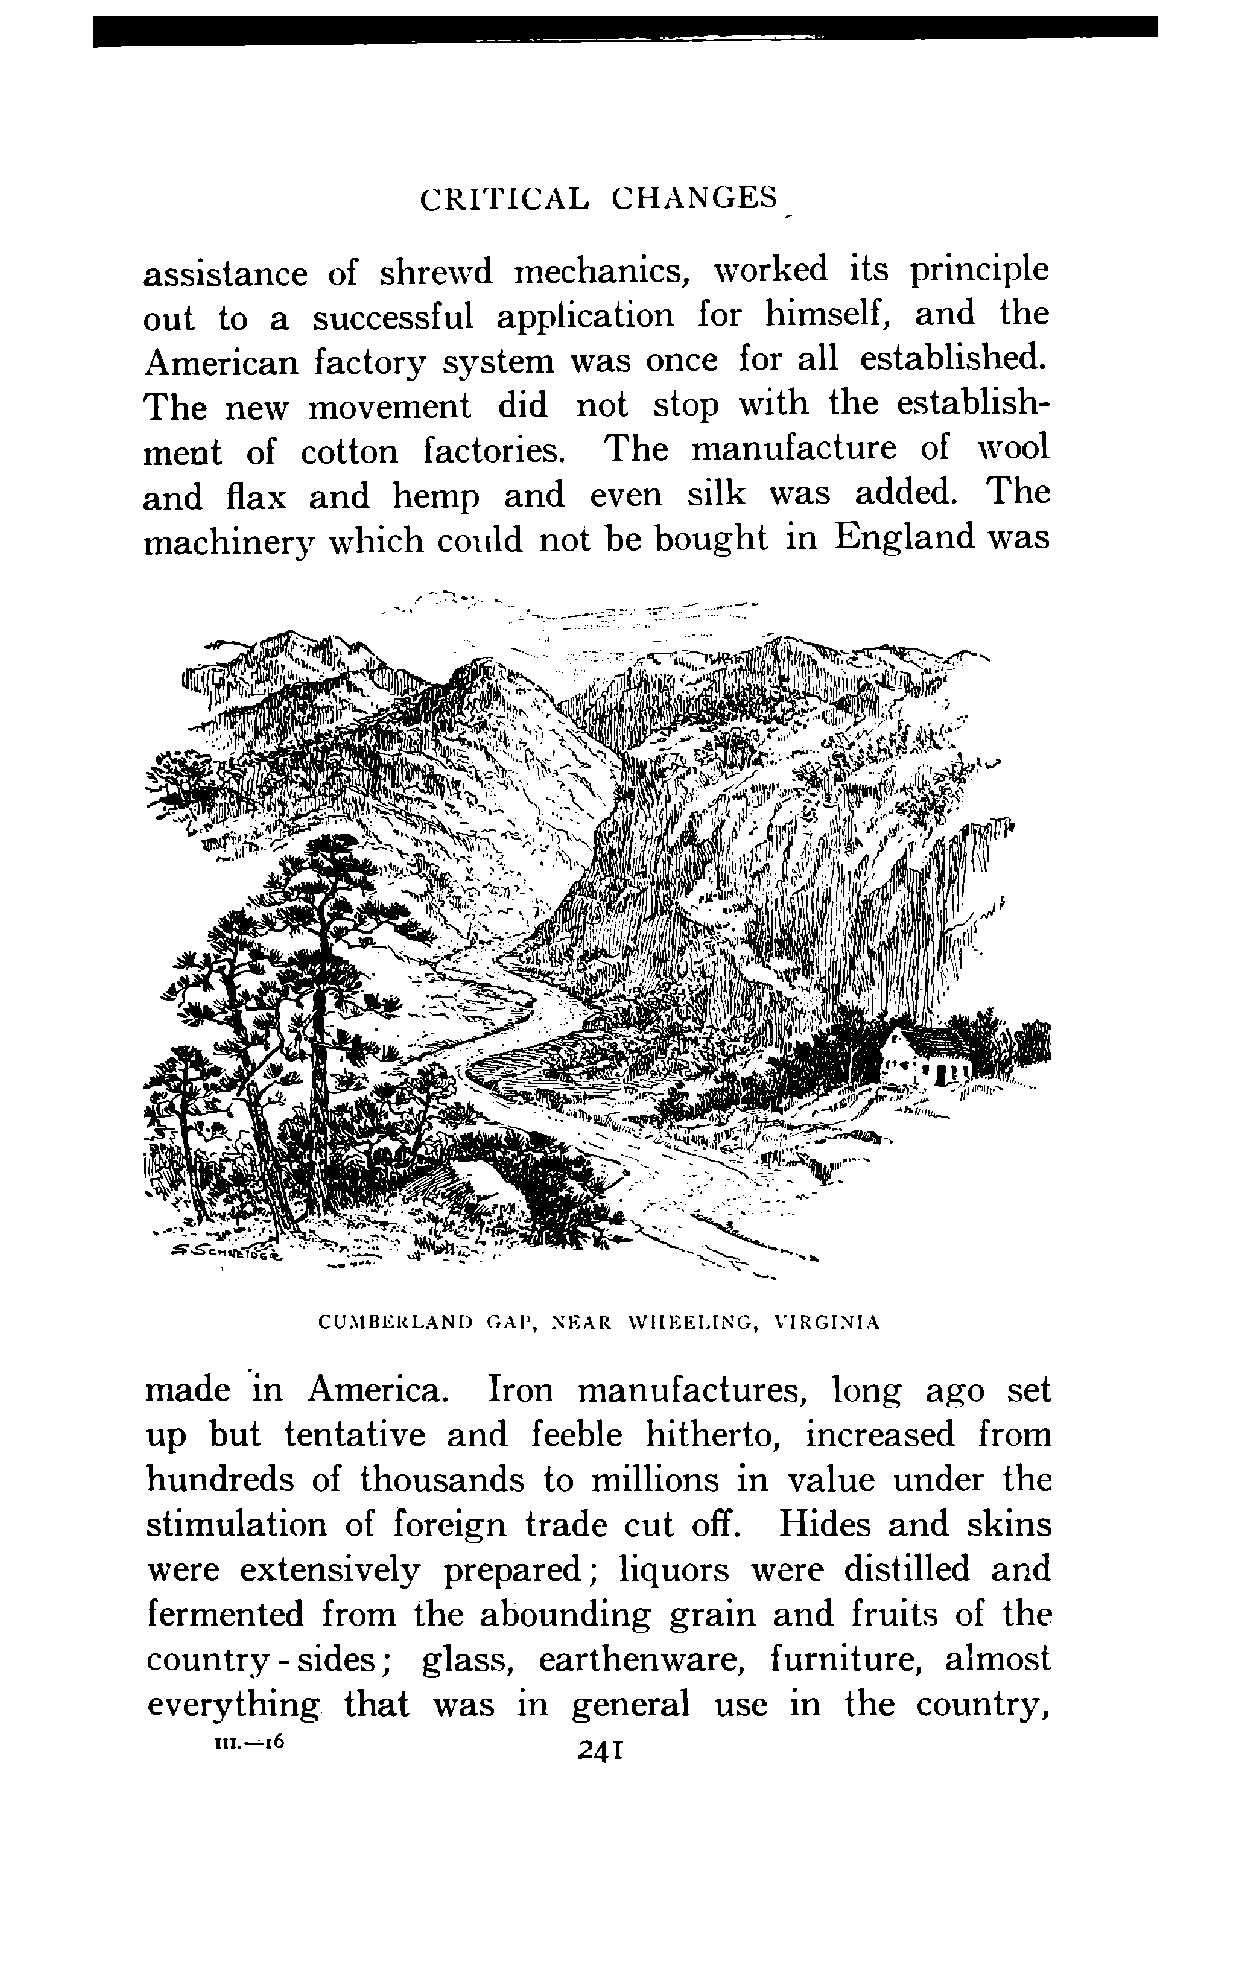 CRITICAL CHANGES
assistance of shrewd mechanics, worked its principle
out to a successful application for himself, and the
American factory system was once for all established.
The new movement did not stop with the establish-
ment of cotton factories. The manufacture of wool
and flax and hemp and even silk was added. The
machinery which could not be bought in England was
CUMBERLAND GAP, NEAR WHEELING, VIRGINIA
made in America. Iron manufactures, long ago set
up but tentative and feeble hitherto, increased from
hundreds of thousands to millions in value under the
stimulation of foreign trade cut off. Hides and skins
were extensively prepared; liquors were distilled and
fermented from the abounding grain and fruits of the
country-sides; glass, earthenware, furniture, almost
everything that was in general use in the country,
III.—16
241